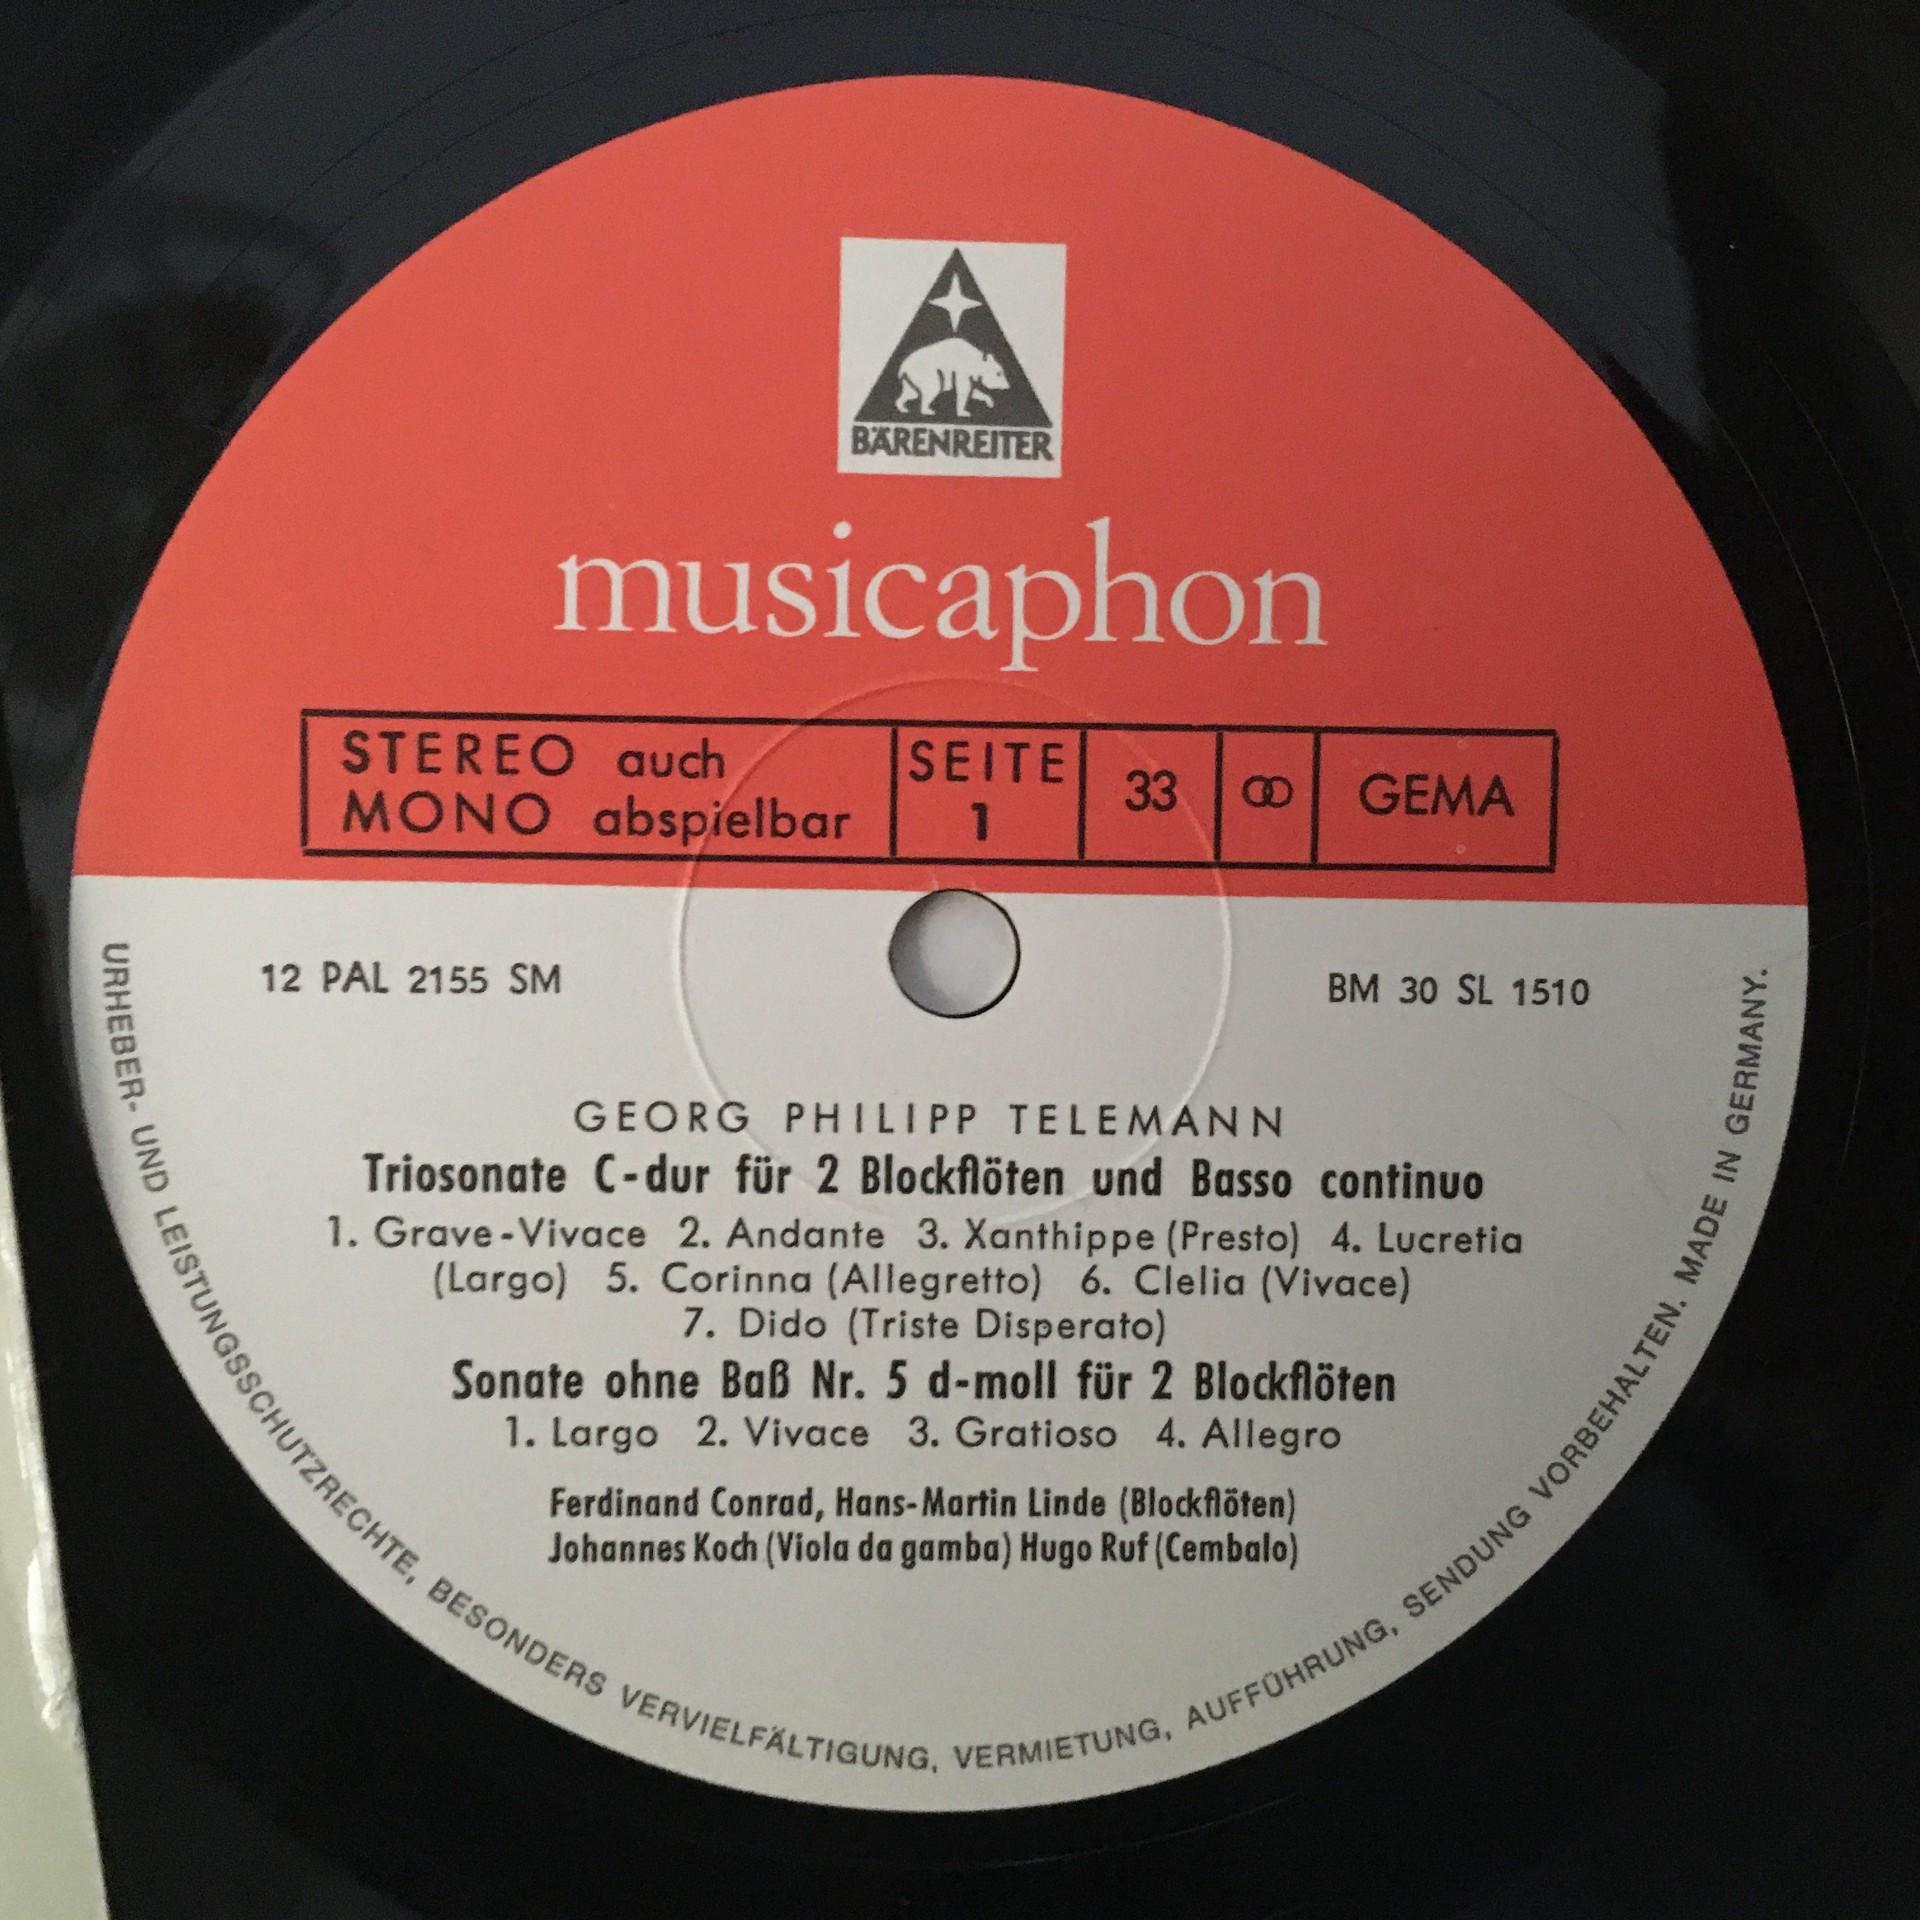 BÄRENREITER
musicaphon
STEREO auch
MONO abspielbar
SEITE
1
33
GEMA
12 PAL 2155 SM
BM 30 SL 1510
GEORG PHILIPP TELEMANN
Triosonate C-dur für 2 Blockflöten und Basso continuo
1. Grave-Vivace 2. Andante 3. Xanthippe (Presto) 4. Lucretia
(Largo) 5. Corinna (Allegretto) 6. Clelia (Vivace)
7. Dido (Triste Disperato)
Sonate ohne Baß Nr. 5 d-moll für 2 Blockflöten
1. Largo 2. Vivace 3. Gratioso 4. Allegro
Ferdinand Conrad, Hans-Martin Linde (Blockflöten)
Johannes Koch (Viola da gamba) Hugo Ruf (Cembalo)
URHEBER- UND LEISTUNGSSCHUTZRECHTE, BESONDERS VERVIELFÄLTIGUNG, VERMIETUNG, AUFFÜHRUNG, SENDUNG VORBEHALTEN. MADE IN GERMANY.